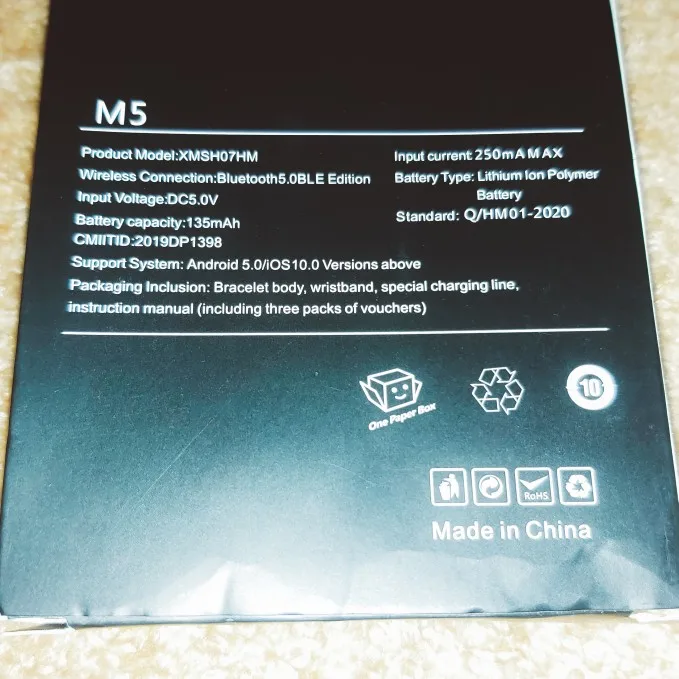 M5
Product Model:XMSH07HM
Wireless Connection:Bluetooth5.0BLE Edition
Input Voltage:DC5.0V
Battery capacity:135mAh
CMIITID:2019DP1398
Input current:250mA MAX
Battery Type: Lithium Ion Polymer
Battery
Standard: Q/HM01-2020
Support System: Android 5.0/iOS10.0 Versions above
Packaging Inclusion: Bracelet body, wristband, special charging line,
instruction manual (including three packs of vouchers)
One Paper Box
10
RoHS
Made in China